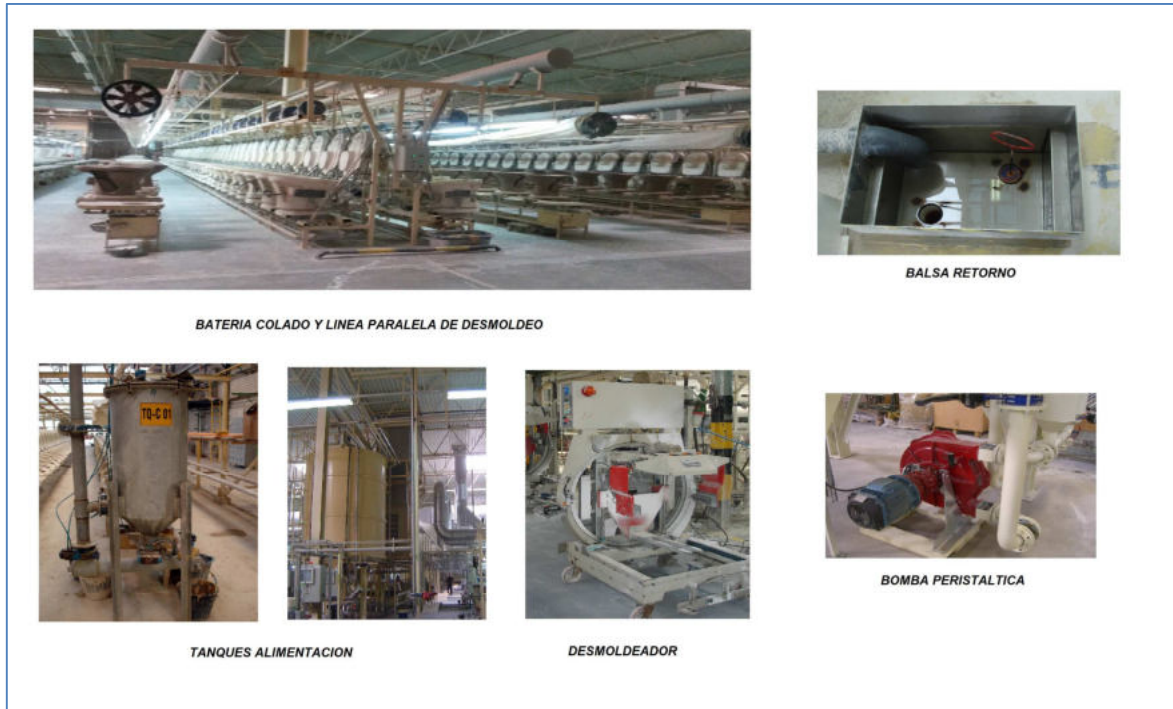 BALSA RETORNO
BATERIA COLADO Y LINEA PARALELA DE DESMOLDEO
TQ-C 01
TANQUES ALIMENTACION
DESMOLDEADOR
BOMBA PERISTALTICA